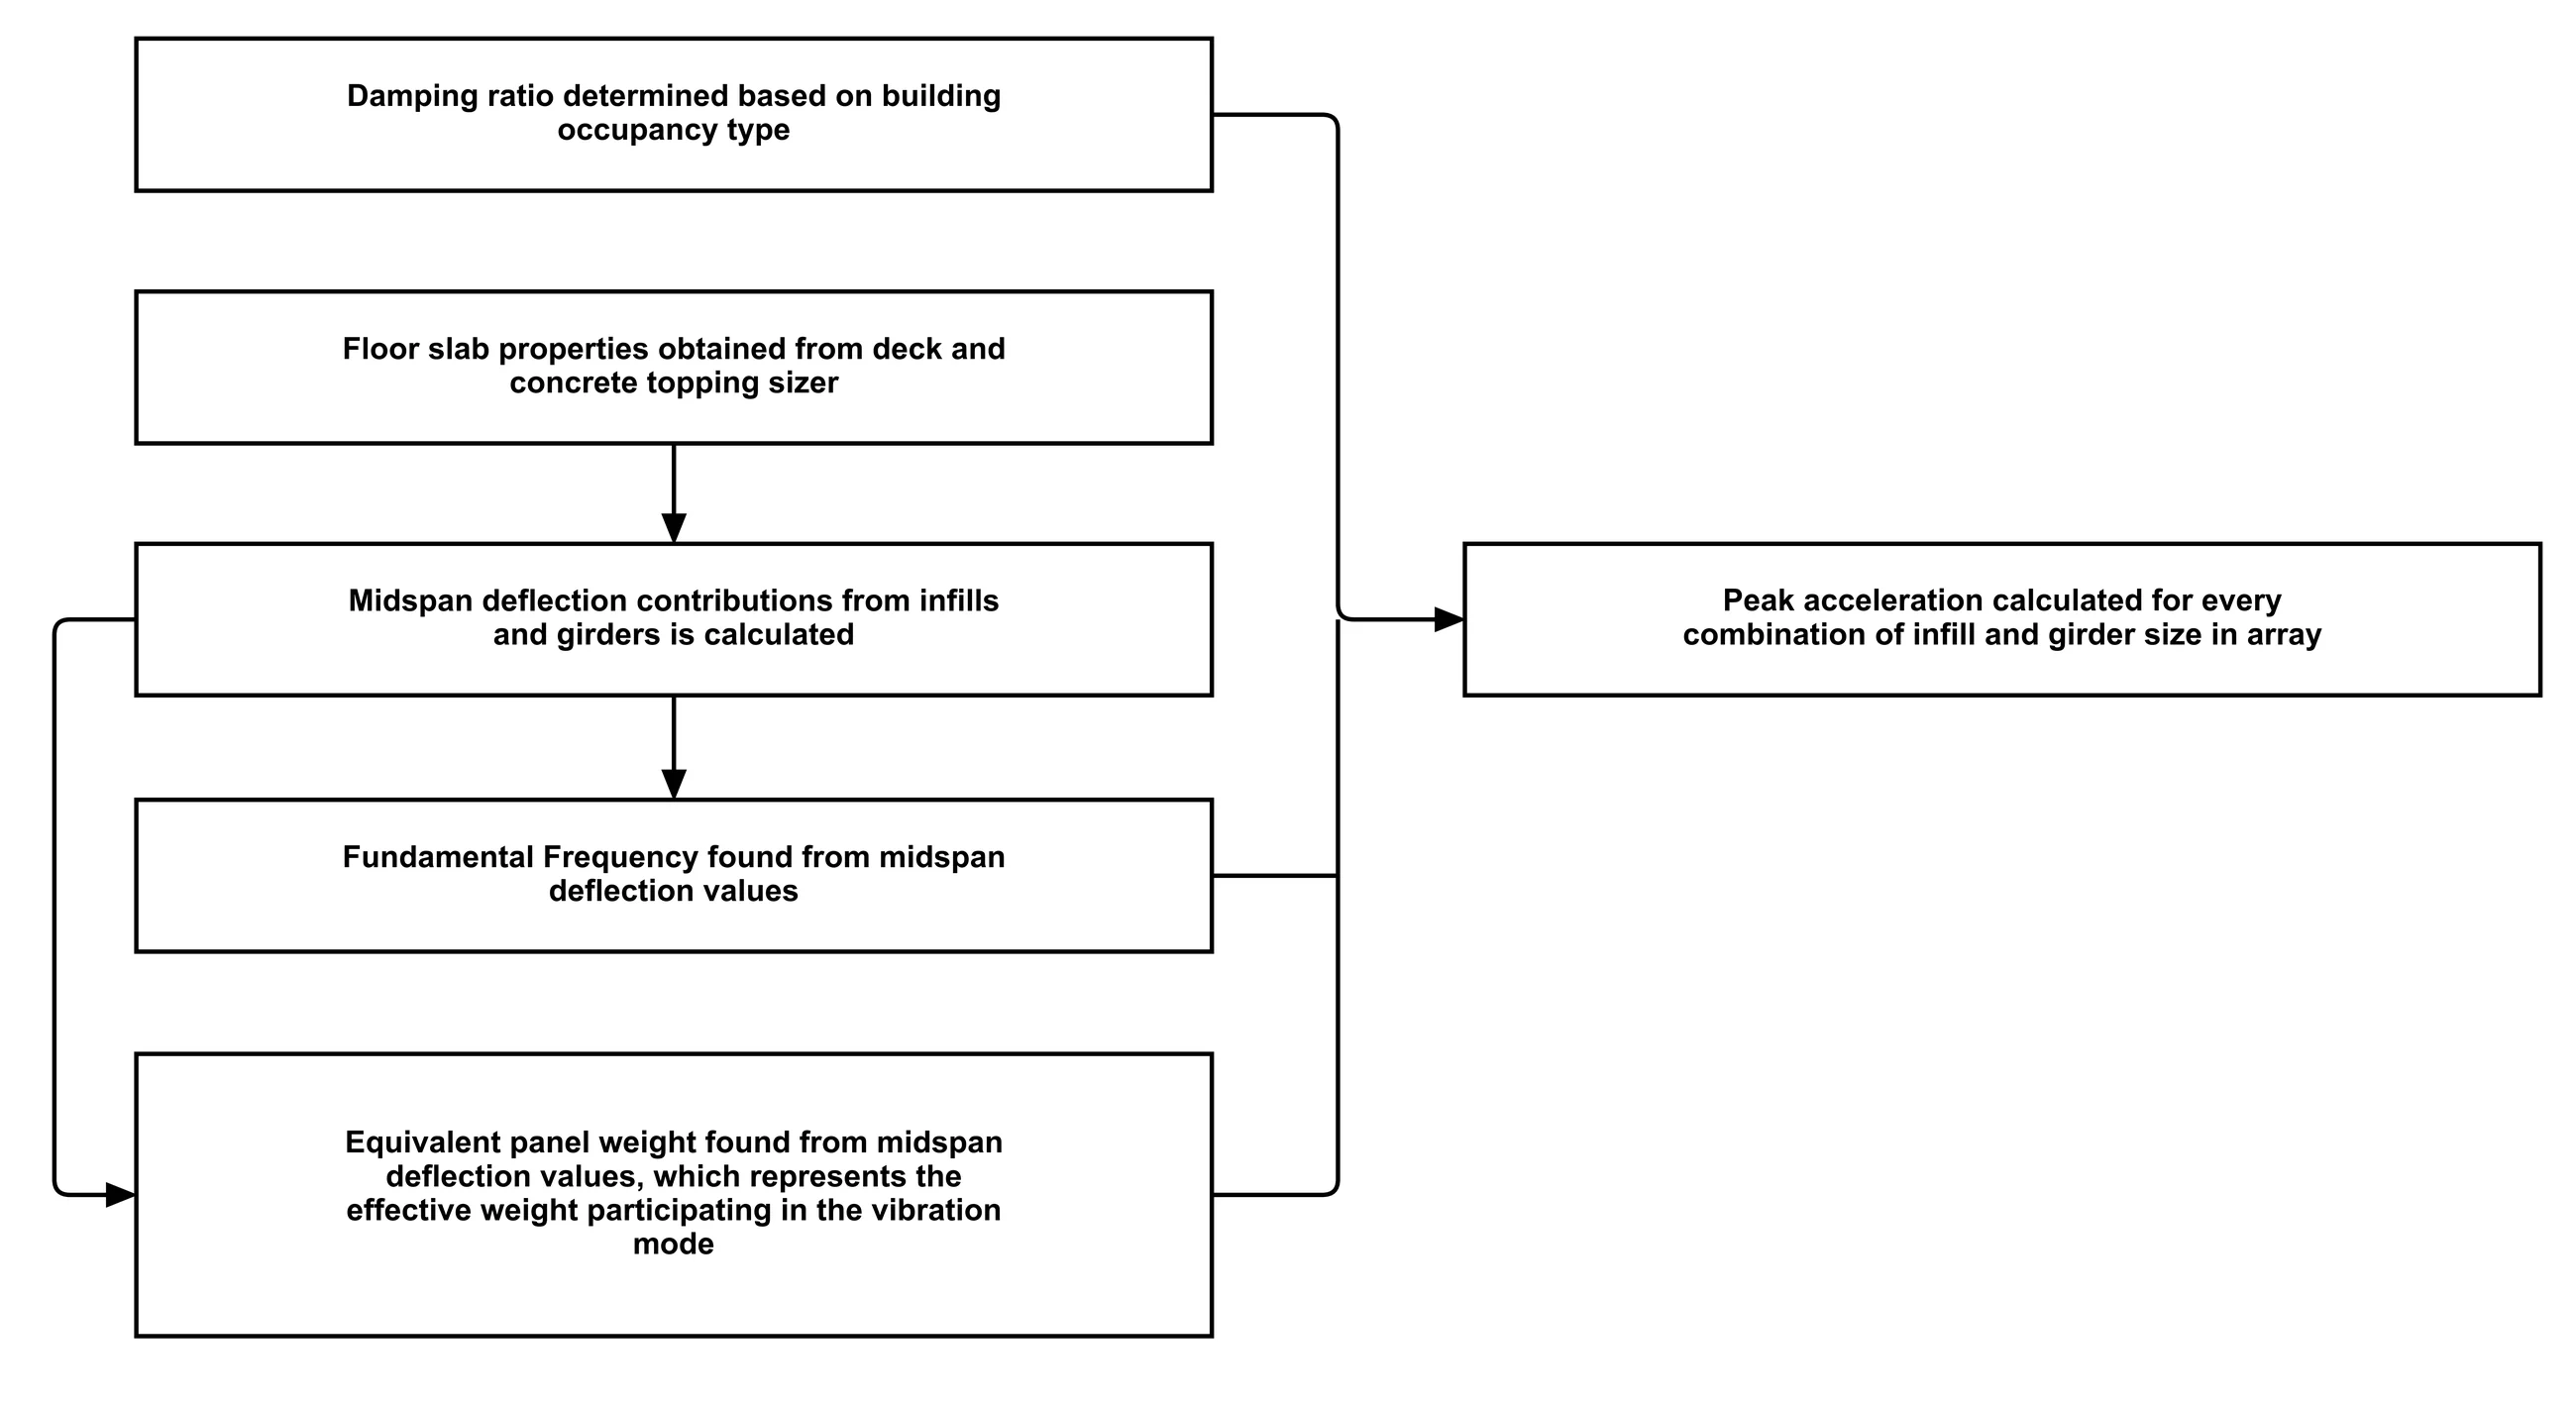 Damping ratio determined based on building
occupancy type
Floor slab properties obtained from deck and
concrete topping sizer
Midspan deflection contributions from infills
and girders is calculated
Peak acceleration calculated for every
combination of infill and girder size in array
Fundamental Frequency found from midspan
deflection values
Equivalent panel weight found from midspan
deflection values, which represents the
effective weight participating in the vibration
mode